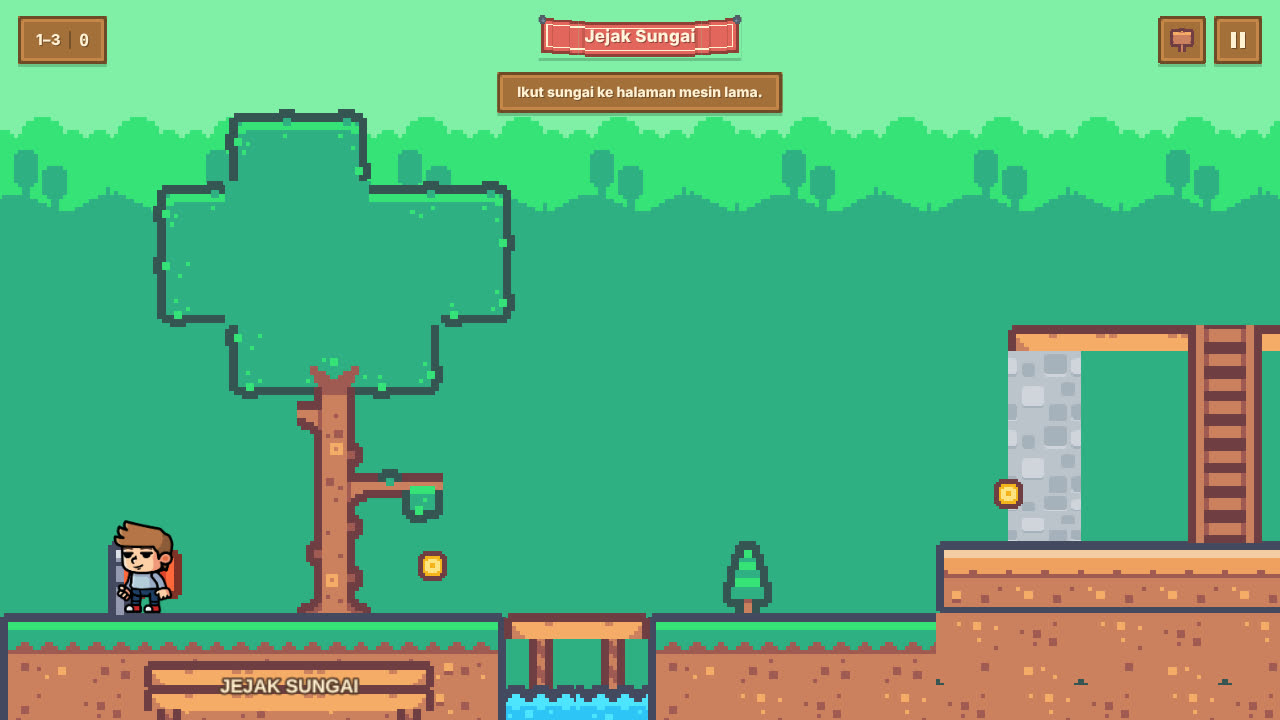 1–3 | 0
Jejak Sungai
Ikut sungai ke halaman mesin lama.
JEJAK SUNGAI